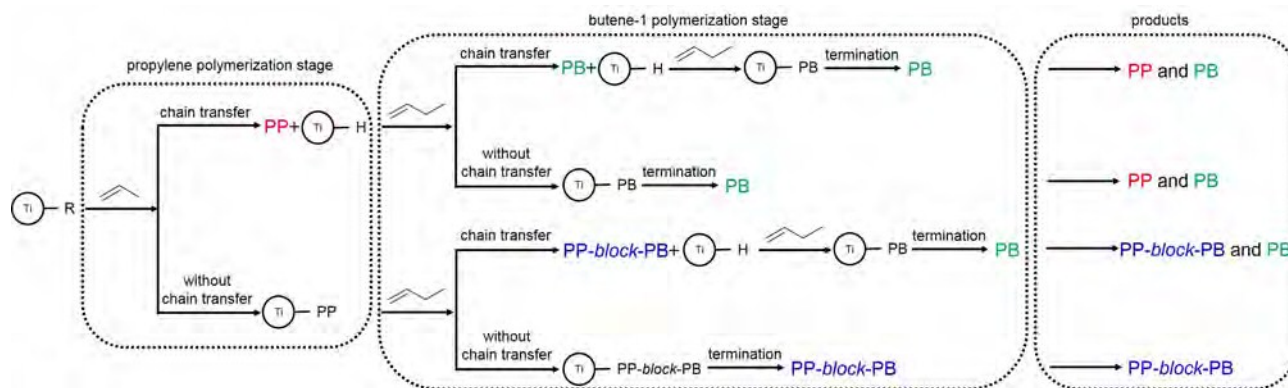 butene-1 polymerization stage
products
propylene polymerization stage
chain transfer
PB+ Ti H
Ti PB
termination
PB
PP and PB
chain transfer
PP+ Ti H
without
chain transfer
Ti PB
termination
PB
PP and PB
Ti R
chain transfer
PP-block-PB+ Ti H
Ti PB
termination
PB
PP-block-PB and PB
without
chain transfer
Ti PP
without
chain transfer
Ti PP-block-PB
termination
PP-block-PB
PP-block-PB